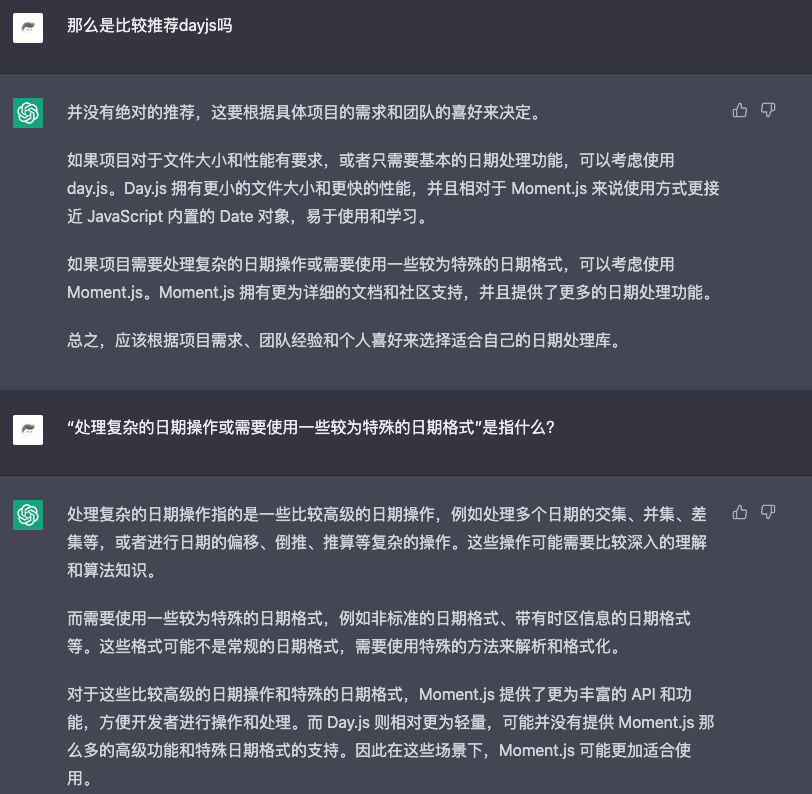 那么是比较推荐dayjs吗
并没有绝对的推荐，这要根据具体项目的需求和团队的喜好来决定。
如果项目对于文件大小和性能有要求，或者只需要基本的日期处理功能，可以考虑使用
day.js。Day.js 拥有更小的文件大小和更快的性能，并且相对于 Moment.js 来说使用方式更接
近 JavaScript 内置的 Date 对象，易于使用和学习。
如果项目需要处理复杂的日期操作或需要使用一些较为特殊的日期格式，可以考虑使用
Moment.js。Moment.js 拥有更为详细的文档和社区支持，并且提供了更多的日期处理功能。
总之，应该根据项目需求、团队经验和个人喜好来选择适合自己的日期处理库。
“处理复杂的日期操作或需要使用一些较为特殊的日期格式”是指什么?
处理复杂的日期操作指的是一些比较高级的日期操作，例如处理多个日期的交集、并集、差
集等，或者进行日期的偏移、倒推、推算等复杂的操作。这些操作可能需要比较深入的理解
和算法知识。
而需要使用一些较为特殊的日期格式，例如非标准的日期格式、带有时区信息的日期格式
等。这些格式可能不是常规的日期格式，需要使用特殊的方法来解析和格式化。
对于这些比较高级的日期操作和特殊的日期格式，Moment.js 提供了更为丰富的 API 和功
能，方便开发者进行操作和处理。而 Day.js 则相对更为轻量，可能并没有提供 Moment.js 那
么多的高级功能和特殊日期格式的支持。因此在这些场景下，Moment.js 可能更加适合使
用。